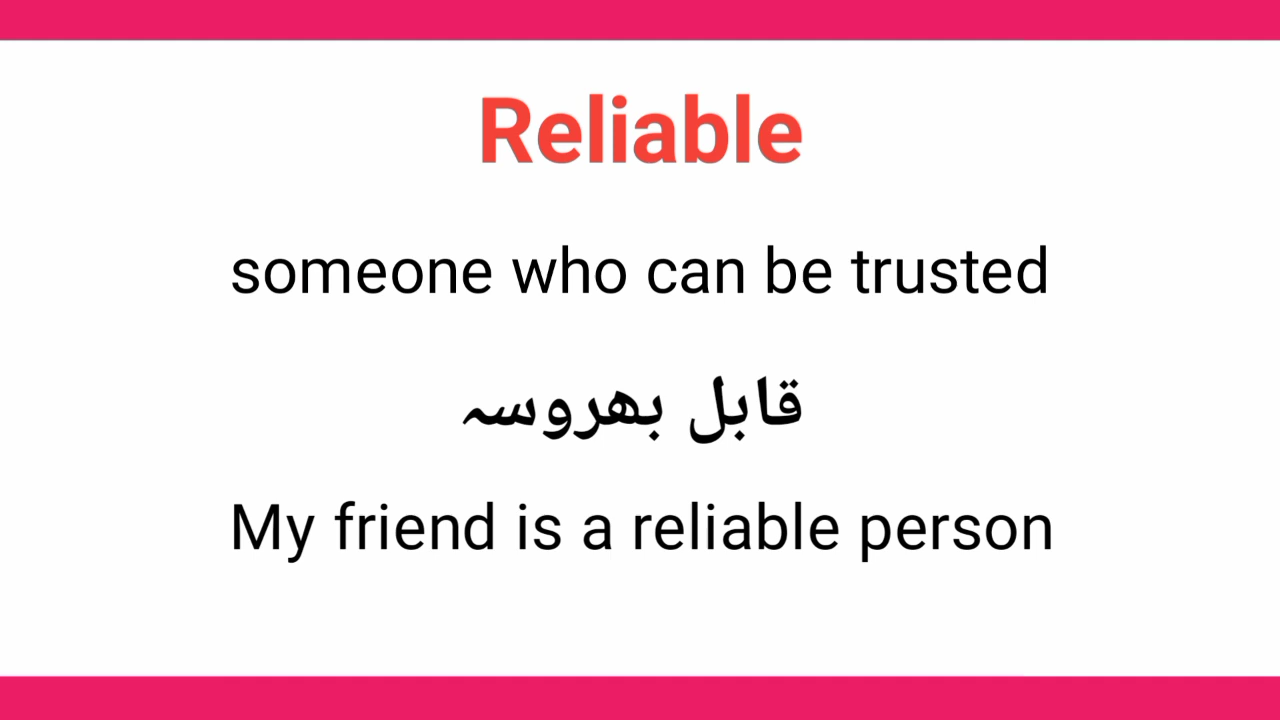 Reliable
someone who can be trusted
قابل بھروسہ
My friend is a reliable person